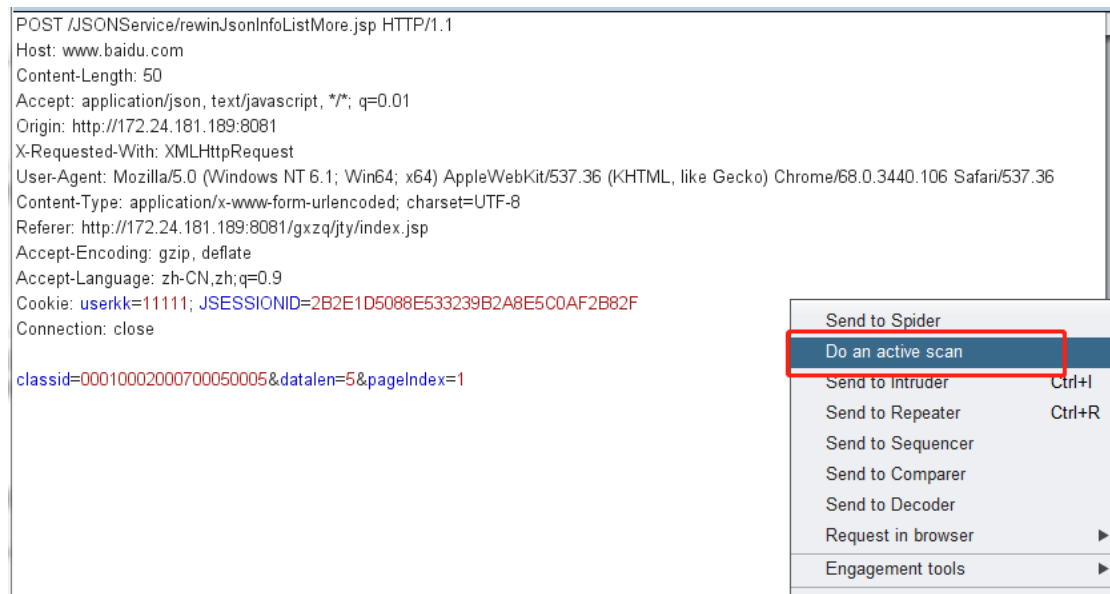 POST /JSONService/rewinJsonInfoListMore.jsp HTTP/1.1
Host: www.baidu.com
Content-Length: 50
Accept: application/json, text/javascript, */*; q=0.01
Origin: http://172.24.181.189:8081
X-Requested-With: XMLHttpRequest
User-Agent: Mozilla/5.0 (Windows NT 6.1; Win64; x64) AppleWebKit/537.36 (KHTML, like Gecko) Chrome/68.0.3440.106 Safari/537.36
Content-Type: application/x-www-form-urlencoded; charset=UTF-8
Referer: http://172.24.181.189:8081/gxzq/jty/index.jsp
Accept-Encoding: gzip, deflate
Accept-Language: zh-CN,zh;q=0.9
Cookie: userkk=11111; JSESSIONID=2B2E1D5088E533239B2A8E5C0AF2B82F
Connection: close
classid=00010002000700050005&datalen=5&pageIndex=1
Send to Spider
Do an active scan
Send to Intruder Ctrl+I
Send to Repeater Ctrl+R
Send to Sequencer
Send to Comparer
Send to Decoder
Request in browser
Engagement tools